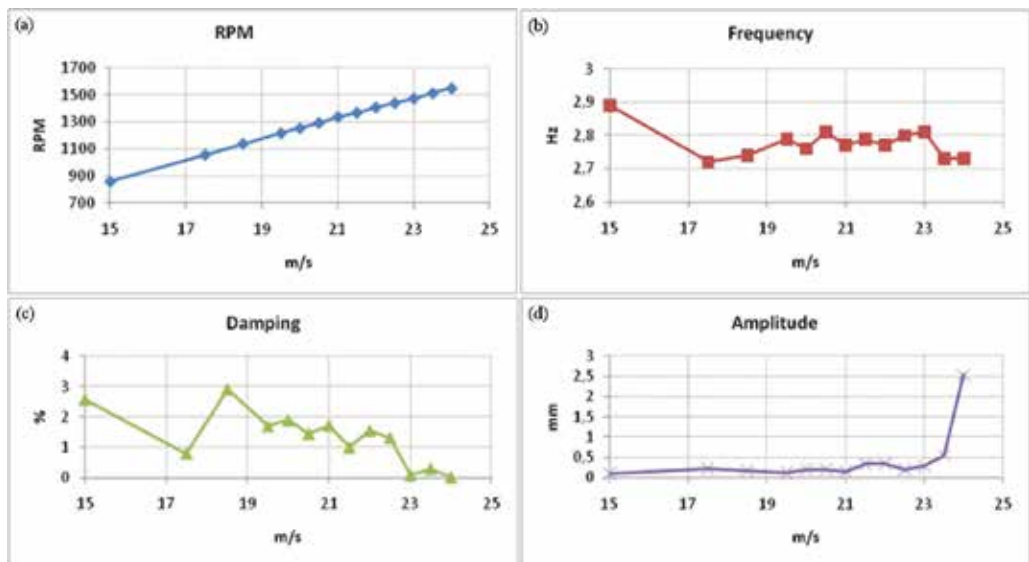 (a)
RPM
1700
1500
1300
1100
900
700
RPM
15 17 19 21 23 25
m/s
(b)
Frequency
3
2,9
2,8
2,7
2,6
Hz
15 17 19 21 23 25
m/s
(c)
Damping
4
3
2
1
0
%
15 17 19 21 23 25
m/s
(d)
Amplitude
3
2,5
2
1,5
1
0,5
0
mm
15 17 19 21 23 25
m/s